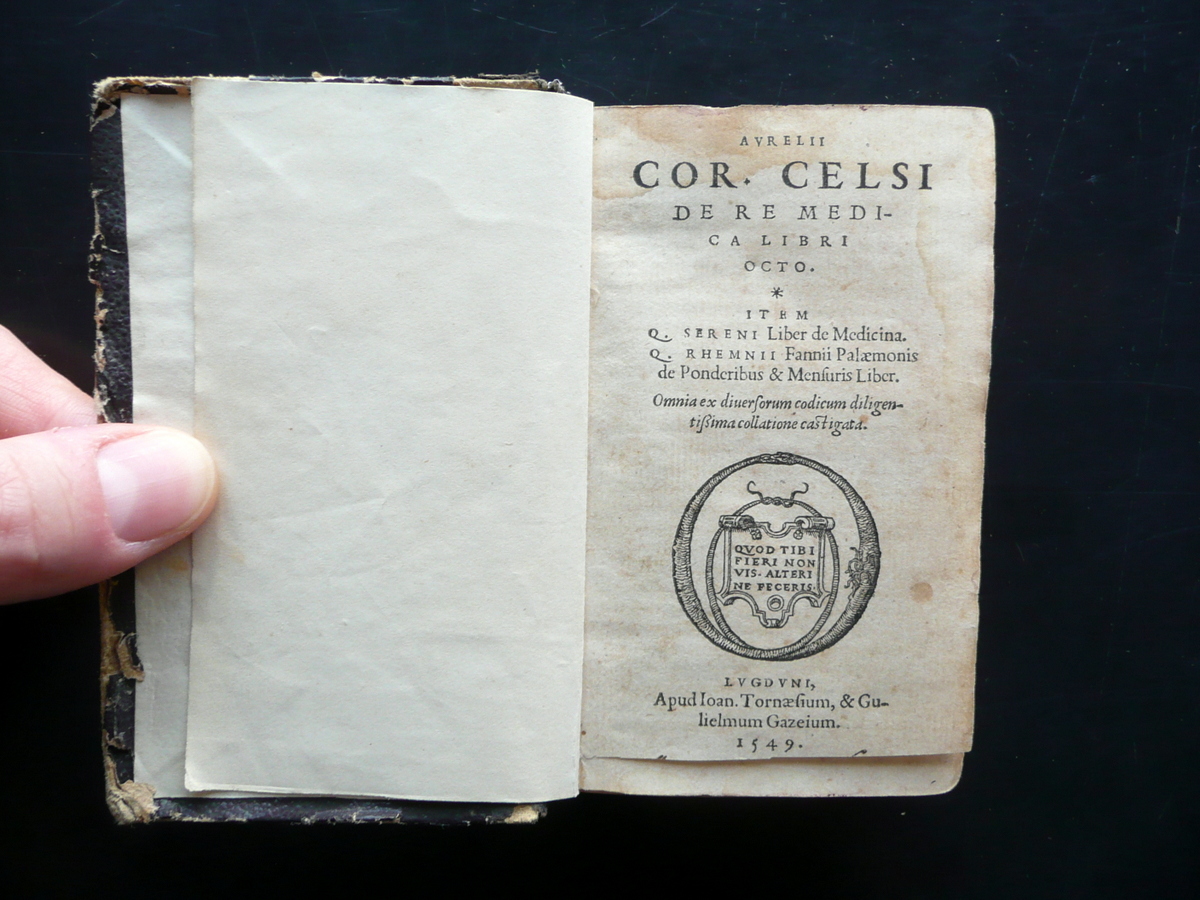 AVRELII
COR. CELSI
DE RE MEDI-
CA LIBRI
OCTO.
*
ITEM
Q. SERENI Liber de Medicina.
Q. RHEMNII Fannii Palæmonis
de Ponderibus & Menſuris Liber.
Omnia ex diuerſorum codicum diligen-
tiſsima collatione caſtigata.
QVOD TIBI
FIERI NON
VIS. ALTERI
NE FECERIS.
LVGDVNI,
Apud Ioan. Tornæſium, & Gu-
lielmum Gazeium.
1549.